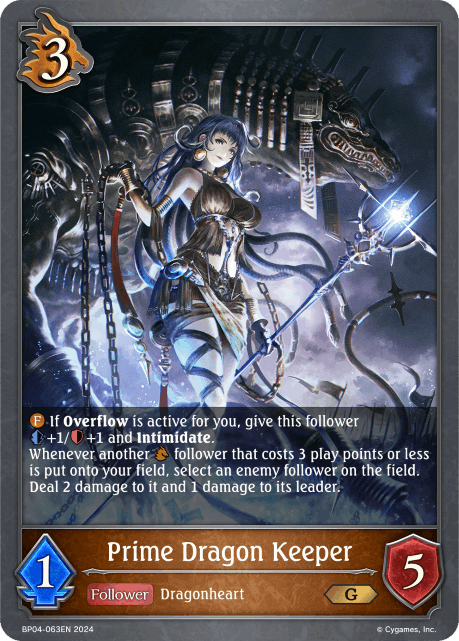 3
F If Overflow is active for you, give this follower
+1/ +1 and Intimidate.
Whenever another follower that costs 3 play points or less
is put onto your field, select an enemy follower on the field.
Deal 2 damage to it and 1 damage to its leader.
Prime Dragon Keeper
1
5
Follower Dragonheart
G
BP04-063EN 2024
© Cygames, Inc.